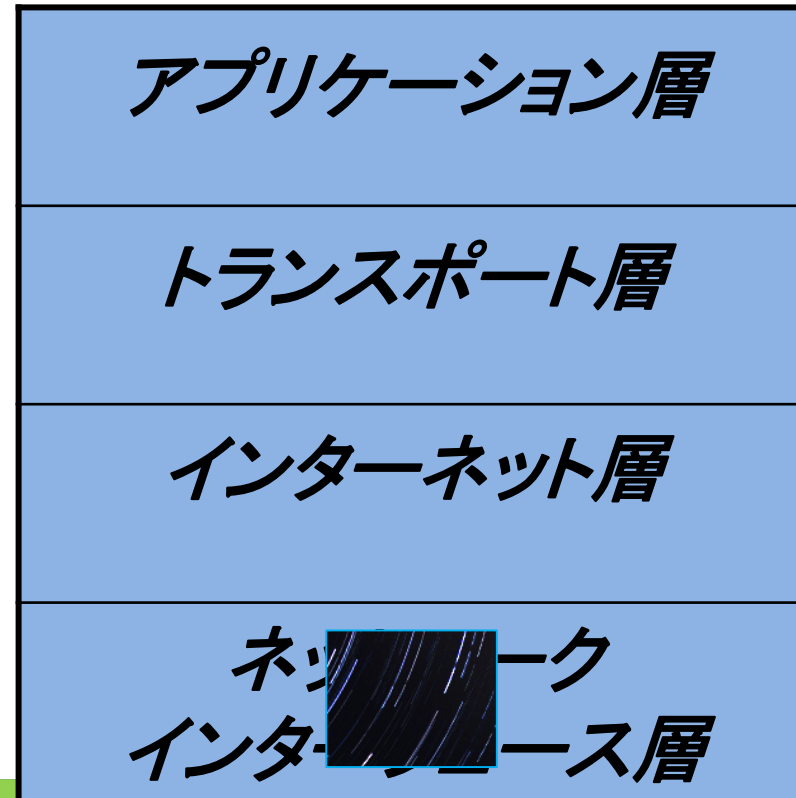 アプリケーション層
トランスポート層
インターネット層
層